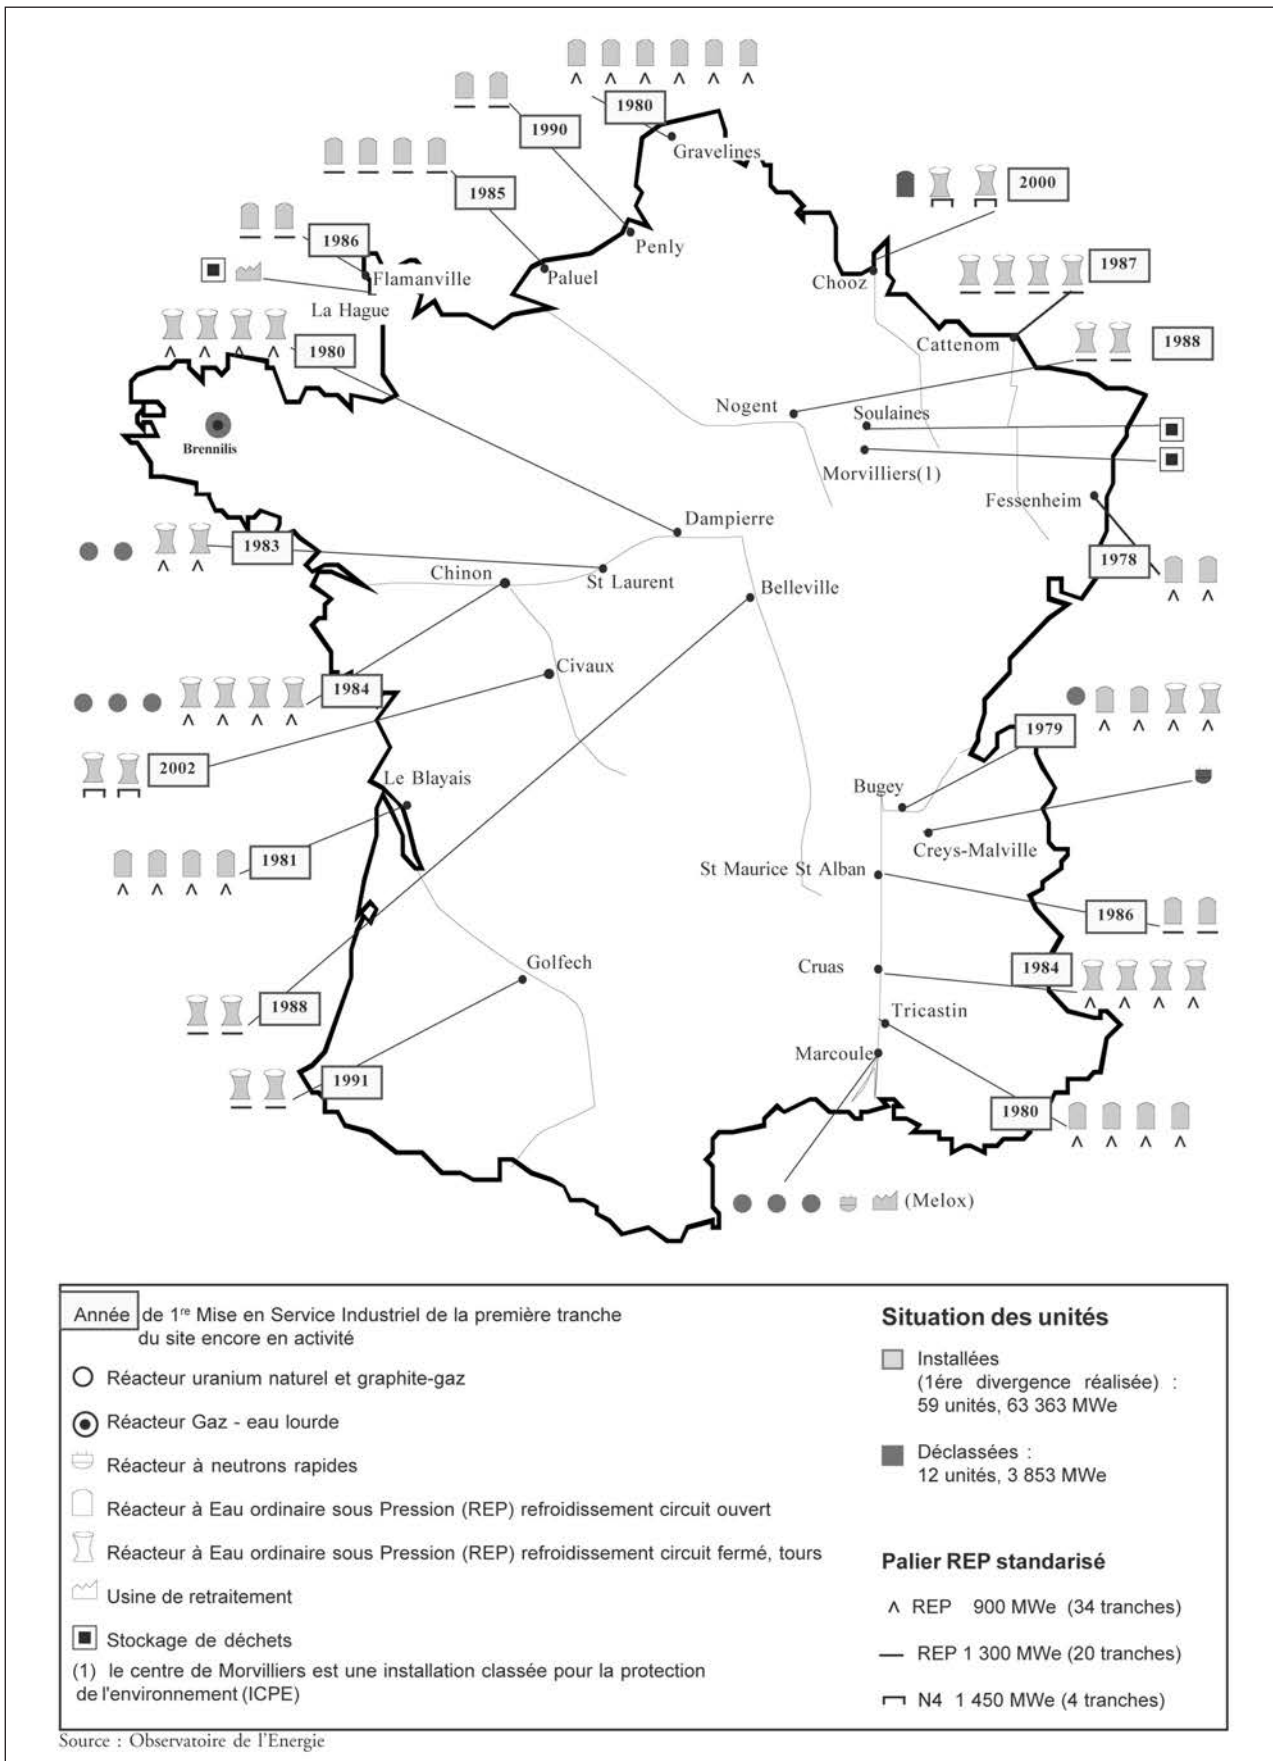 1980
1990
Gravelines
1985
2000
1986
Penly
1987
Flamanville
Paluel
Chooz
La Hague
1980
Cattenom
1988
Nogent
Soulaines
Brennilis
Morvilliers(1)
Fessenheim
Dampierre
1983
1978
Chinon
St Laurent
Belleville
Civaux
1984
1979
2002
Le Blayais
Bugey
1981
Creys-Malville
St Maurice St Alban
1986
Golfech
Cruas
1984
1988
Tricastin
Marcoule
1991
1980
(Melox)
Année de 1re Mise en Service Industriel de la première tranche
du site encore en activité
Réacteur uranium naturel et graphite-gaz
Réacteur Gaz - eau lourde
Réacteur à neutrons rapides
Réacteur à Eau ordinaire sous Pression (REP) refroidissement circuit ouvert
Réacteur à Eau ordinaire sous Pression (REP) refroidissement circuit fermé, tours
Usine de retraitement
Stockage de déchets
(1) le centre de Morvilliers est une installation classée pour la protection
de l'environnement (ICPE)
Situation des unités
Installées
(1ére divergence réalisée) :
59 unités, 63 363 MWe
Déclassées :
12 unités, 3 853 MWe
Palier REP standarisé
REP 900 MWe (34 tranches)
REP 1 300 MWe (20 tranches)
N4 1 450 MWe (4 tranches)
Source : Observatoire de l'Energie